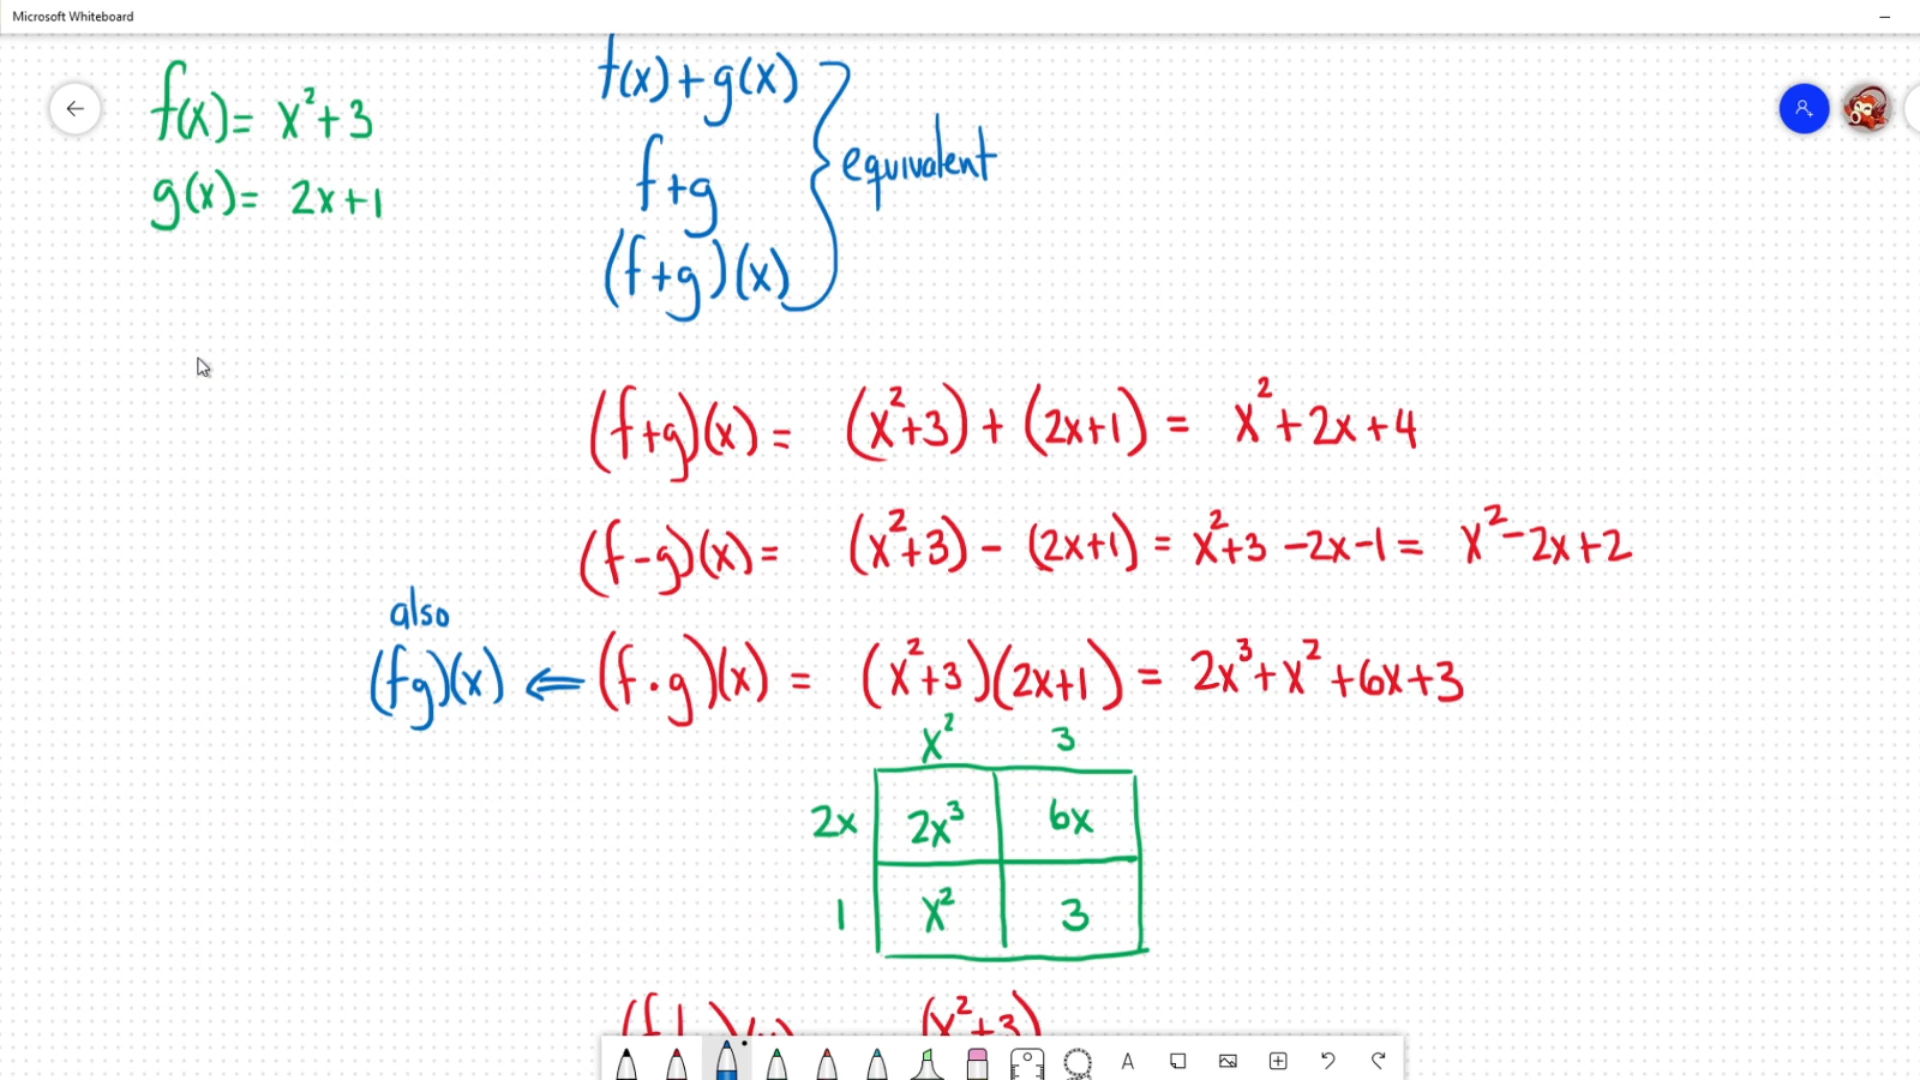 Microsoft Whiteboard
f(x) = x²+3
g(x) = 2x+1
f(x)+g(x)
f+g
(f+g)(x)
equivalent
(f+g)(x) = (x²+3) + (2x+1) = x²+2x+4
(f-g)(x) = (x²+3) - (2x+1) = x²+3 -2x-1 = x²-2x+2
also
(fg)(x) ⇐ (f·g)(x) = (x²+3)(2x+1) = 2x³+x²+6x+3
x² 3
2x 2x³ 6x
1 x² 3
(x²+3)
A